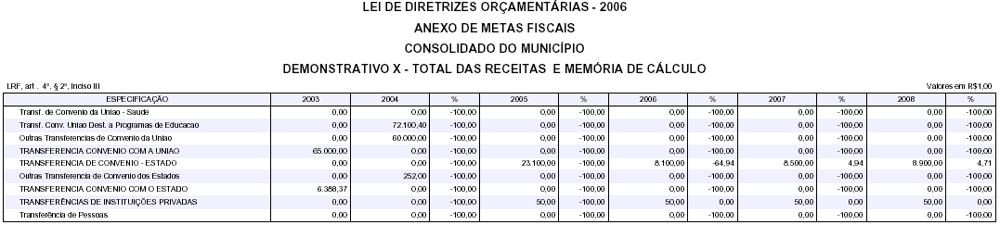 LEI DE DIRETRIZES ORÇAMENTÁRIAS - 2006
ANEXO DE METAS FISCAIS
CONSOLIDADO DO MUNICÍPIO
DEMONSTRATIVO X - TOTAL DAS RECEITAS E MEMÓRIA DE CÁLCULO
LRF, art . 4º, § 2º, Inciso III Valores em R$1,00
ESPECIFICAÇÃO 2003 2004 % 2005 % 2006 % 2007 % 2008 %
Transf. de Convenio da Uniao - Saude 0,00 0,00 -100,00 0,00 -100,00 0,00 -100,00 0,00 -100,00 0,00 -100,00
Transf. Conv. Uniao Dest. a Programas de Educacao 0,00 72.100,40 -100,00 0,00 -100,00 0,00 -100,00 0,00 -100,00 0,00 -100,00
Outras Transferencias de Convenio da Uniao 0,00 60.000,00 -100,00 0,00 -100,00 0,00 -100,00 0,00 -100,00 0,00 -100,00
TRANSFERENCIA CONVENIO COM A UNIAO 65.000,00 0,00 -100,00 0,00 -100,00 0,00 -100,00 0,00 -100,00 0,00 -100,00
TRANSFERENCIA DE CONVENIO - ESTADO 0,00 0,00 -100,00 23.100,00 -100,00 8.100,00 -64,94 8.500,00 4,94 8.900,00 4,71
Outras Transferencia de Convenio dos Estados 0,00 252,00 -100,00 0,00 -100,00 0,00 -100,00 0,00 -100,00 0,00 -100,00
TRANSFERENCIA CONVENIO COM O ESTADO 6.388,37 0,00 -100,00 0,00 -100,00 0,00 -100,00 0,00 -100,00 0,00 -100,00
TRANSFERÊNCIAS DE INSTITUIÇÕES PRIVADAS 0,00 0,00 -100,00 50,00 -100,00 50,00 0,00 50,00 0,00 50,00 0,00
Transferência de Pessoas 0,00 0,00 -100,00 0,00 -100,00 0,00 -100,00 0,00 -100,00 0,00 -100,00